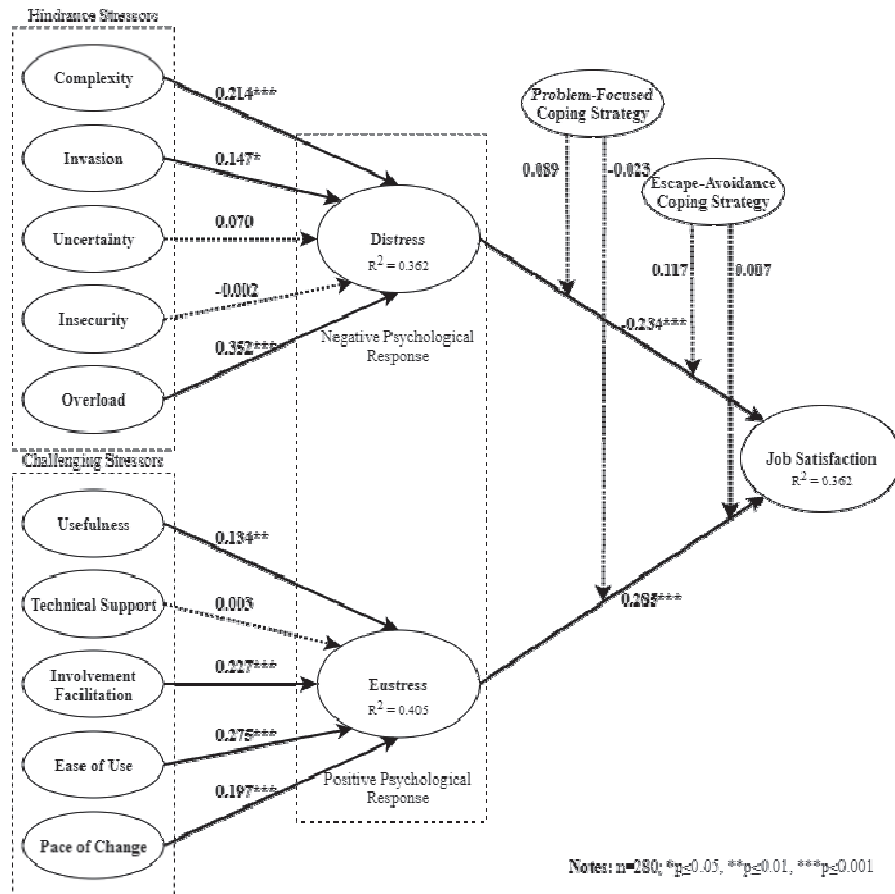 Hindrance Stressors
Complexity
0.214***
Invasion
0.147*
Uncertainty
0.070
Insecurity
-0.002
Overload
0.352***
Distress
R² = 0.362
Negative Psychological
Response
Problem-Focused
Coping Strategy
0.089
-0.023
Escape-Avoidance
Coping Strategy
0.117
0.007
-0.234***
Job Satisfaction
R² = 0.362
Challenging Stressors
Usefulness
0.134**
Technical Support
0.003
Involvement
Facilitation
0.227***
Ease of Use
0.275***
Pace of Change
0.197***
Eustress
R² = 0.405
Positive Psychological
Response
0.285***
Notes: n=280; *p≤0.05, **p≤0.01, ***p≤0.001